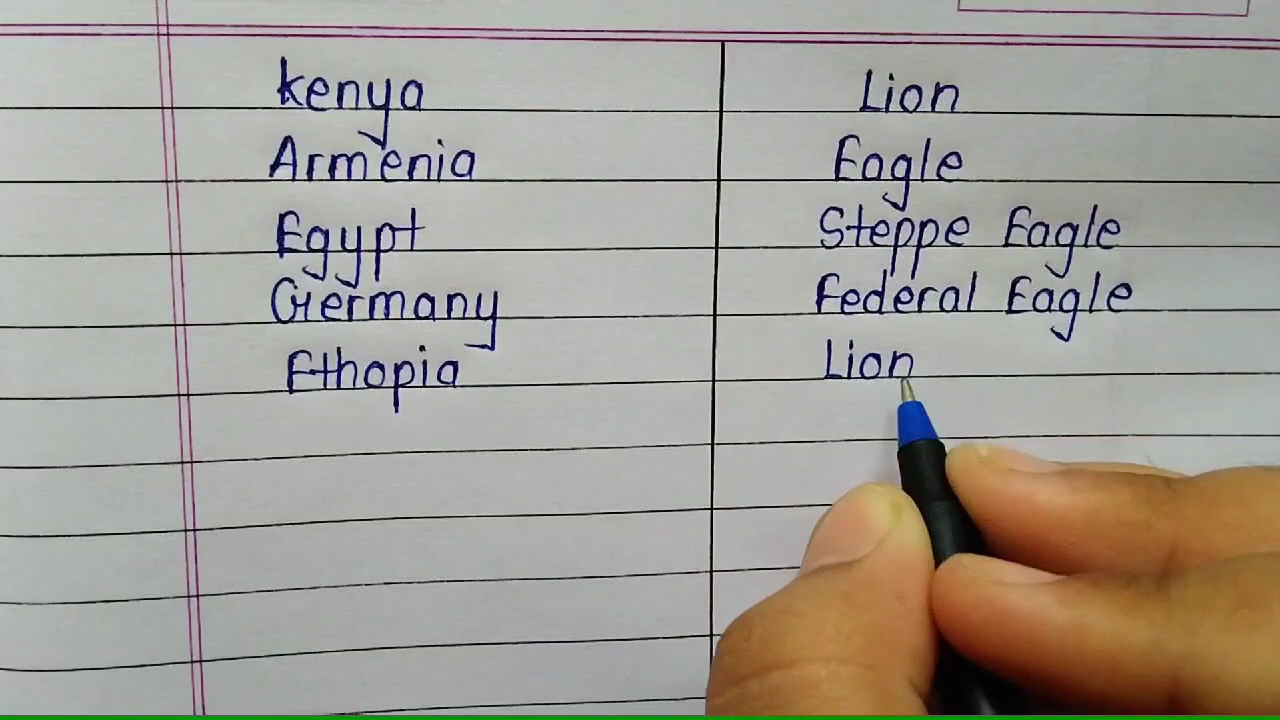 Kenya Lion
Armenia Eagle
Egypt Steppe Eagle
Germany Federal Eagle
Ethopia Lion